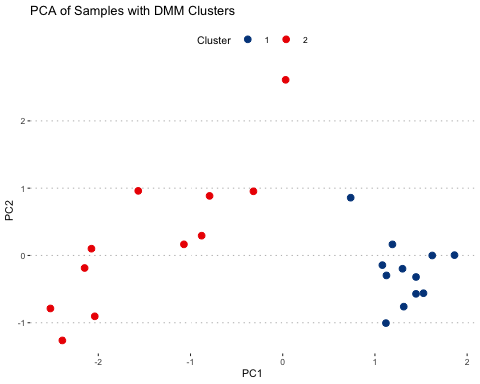 PCA of Samples with DMM Clusters
Cluster 1 2
2
1
0
-1
PC2
-2 -1 0 1 2
PC1